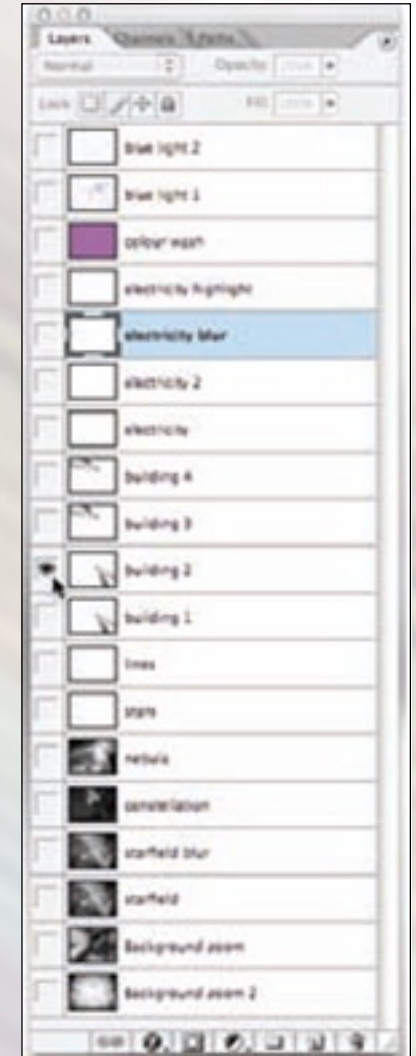 Layers Channels Paths
Normal Opacity:
Lock: Fill:
blue light 2
blue light 1
colour wash
electricity highlight
electricity blur
electricity 2
electricity
building 4
building 3
building 2
building 1
lines
stars
nebula
constellation
starfield blur
starfield
Background zoom
Background zoom 2